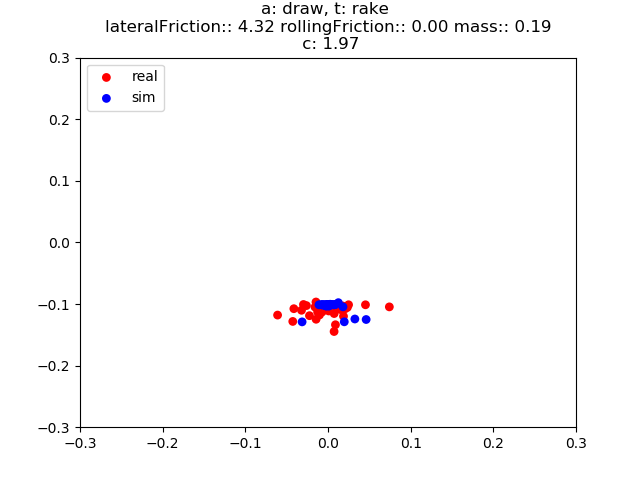 a: draw, t: rake
lateralFriction:: 4.32 rollingFriction:: 0.00 mass:: 0.19
c: 1.97
real
sim
0.3
0.2
0.1
0.0
−0.1
−0.2
−0.3
−0.3 −0.2 −0.1 0.0 0.1 0.2 0.3